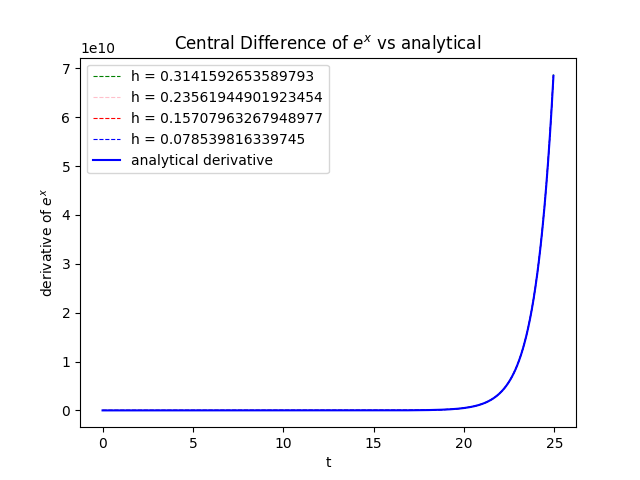 Central Difference of e^x vs analytical
1e10
h = 0.3141592653589793
h = 0.23561944901923454
h = 0.15707963267948977
h = 0.078539816339745
analytical derivative
derivative of e^x
7
6
5
4
3
2
1
0
0 5 10 15 20 25
t